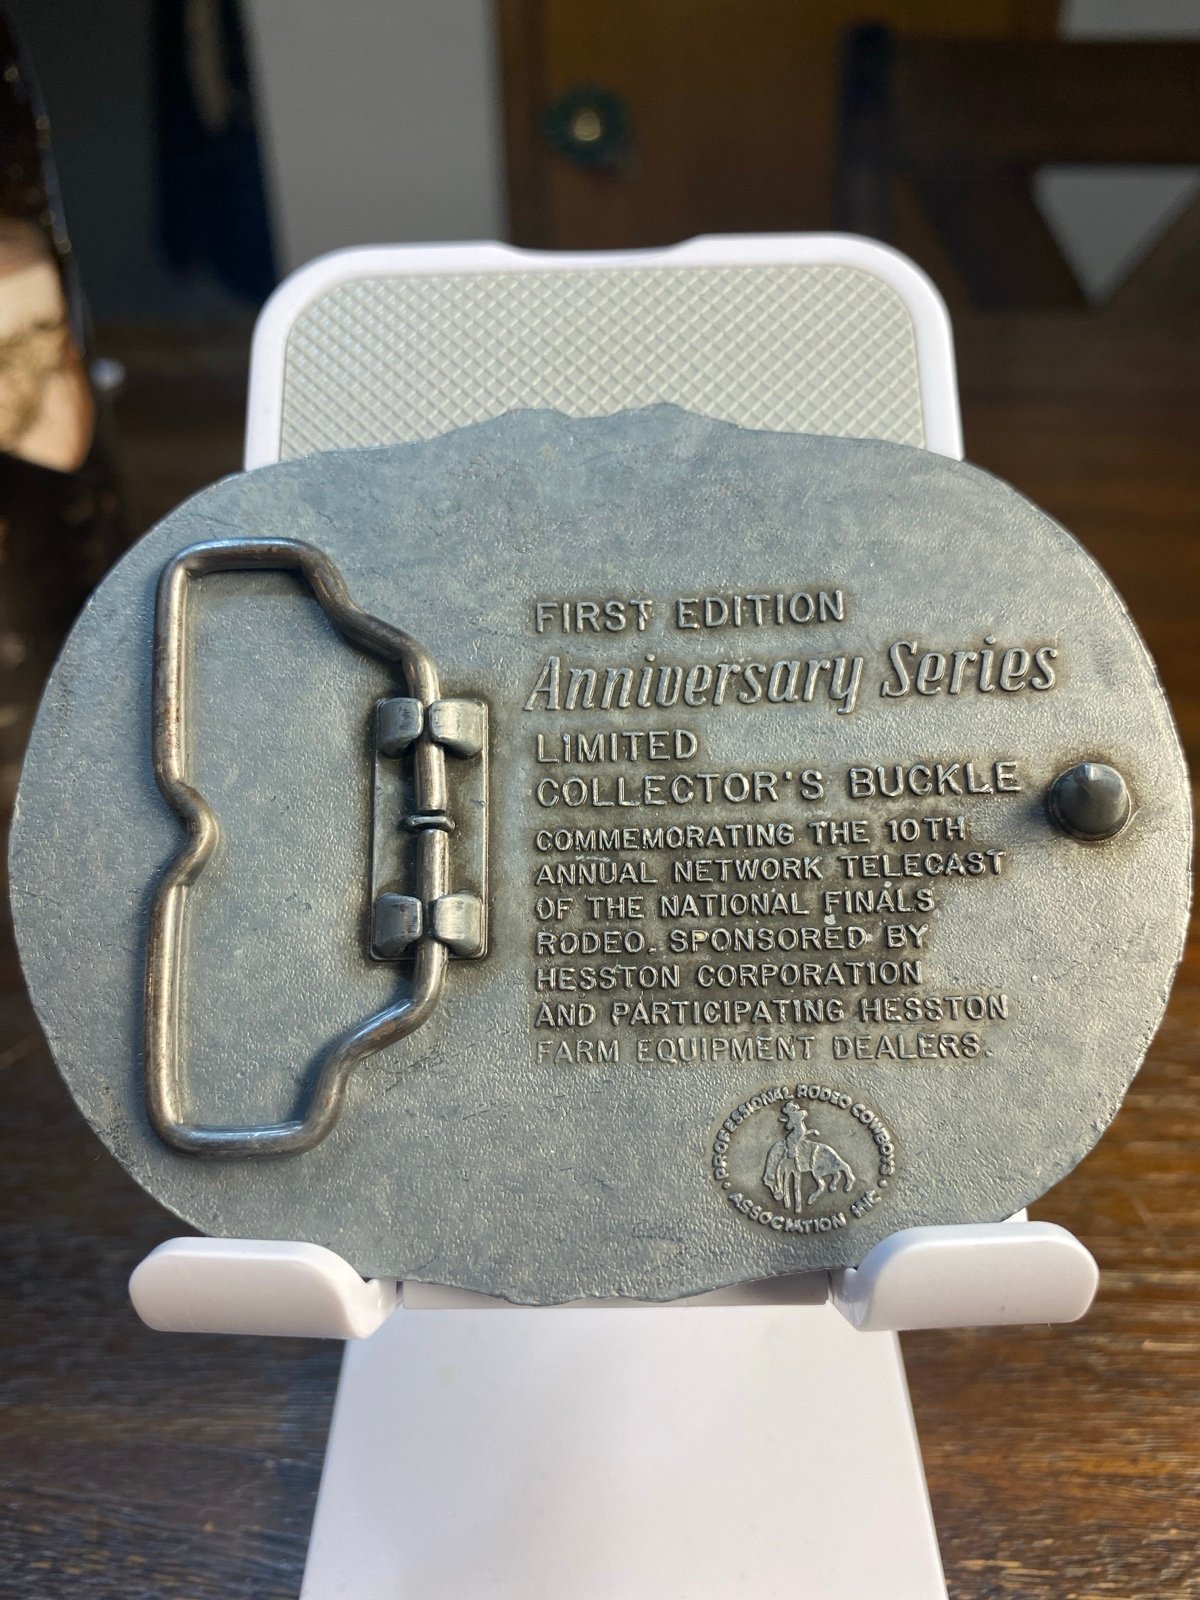 FIRST EDITION
Anniversary Series
LIMITED
COLLECTOR'S BUCKLE
COMMEMORATING THE 10TH
ANNUAL NETWORK TELECAST
OF THE NATIONAL FINALS
RODEO. SPONSORED BY
HESSTON CORPORATION
AND PARTICIPATING HESSTON
FARM EQUIPMENT DEALERS.
PROFESSIONAL RODEO COWBOYS
ASSOCIATION INC.